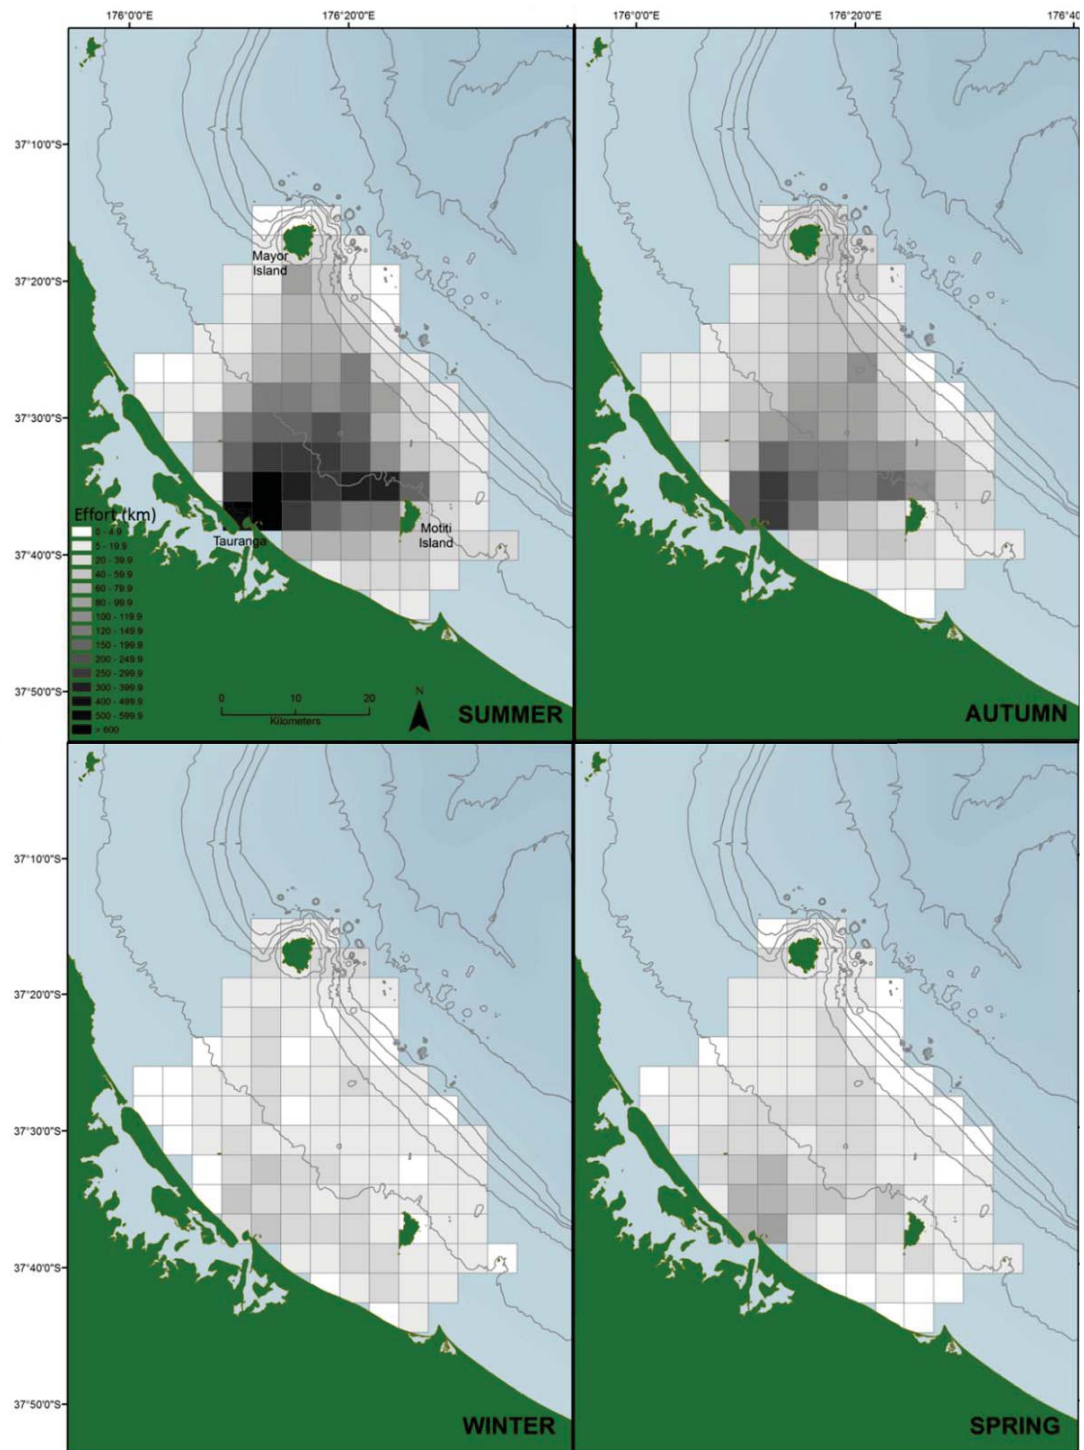 176°0'0"E
176°20'0"E
176°0'0"E
176°20'0"E
176°40
37°10'0"S
37°20'0"S
37°30'0"S
37°40'0"S
37°50'0"S
Mayor
Island
Motiti
Island
Tauranga
Effort (km)
0 - 4.9
5 - 19.9
20 - 39.9
40 - 59.9
60 - 79.9
80 - 99.9
100 - 119.9
120 - 149.9
150 - 199.9
200 - 249.9
250 - 299.9
300 - 399.9
400 - 499.9
500 - 599.9
> 600
0 10 20
Kilometers
N
SUMMER
AUTUMN
37°10'0"S
37°20'0"S
37°30'0"S
37°40'0"S
37°50'0"S
WINTER
SPRING